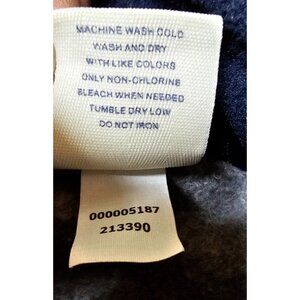 MACHINE WASH COLD
WASH AND DRY
WITH LIKE COLORS
ONLY NON-CHLORINE
BLEACH WHEN NEEDED
TUMBLE DRY LOW
DO NOT IRON
000005187
213390